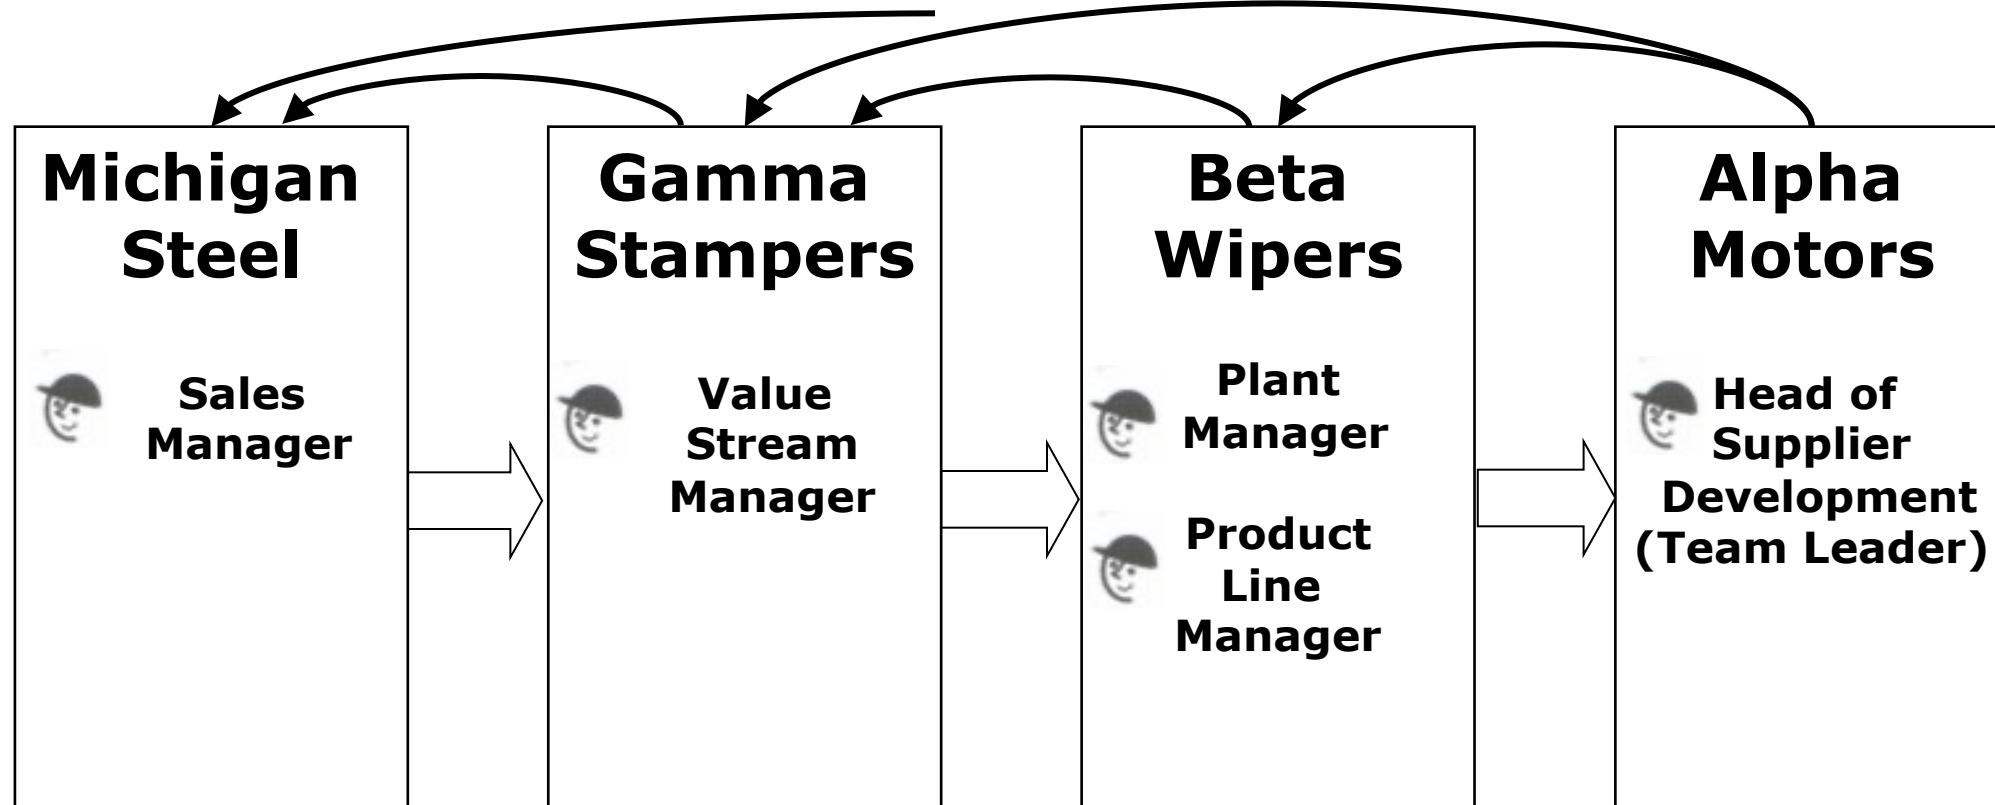 Michigan
Steel
Sales
Manager
Gamma
Stampers
Value
Stream
Manager
Beta
Wipers
Plant
Manager
Product
Line
Manager
Alpha
Motors
Head of
Supplier
Development
(Team Leader)